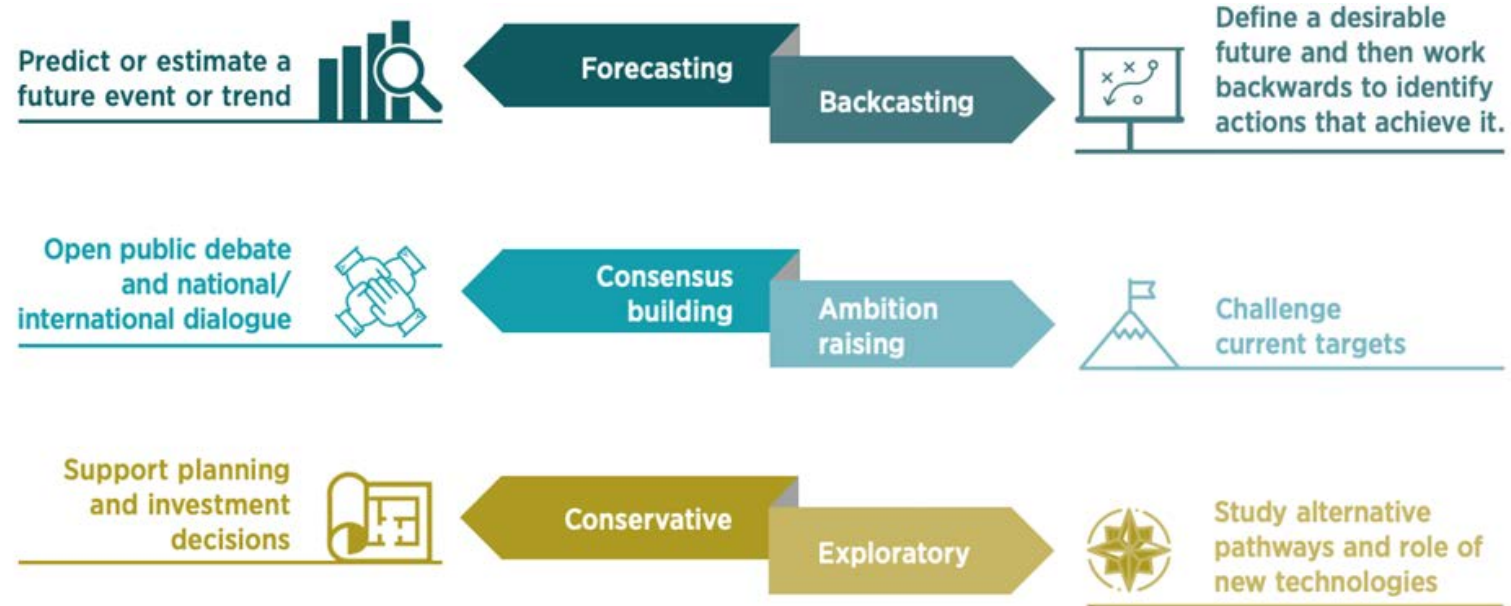 Predict or estimate a
future event or trend
Forecasting
Backcasting
Define a desirable
future and then work
backwards to identify
actions that achieve it.
Open public debate
and national/
international dialogue
Consensus
building
Ambition
raising
Challenge
current targets
Support planning
and investment
decisions
Conservative
Exploratory
Study alternative
pathways and role of
new technologies